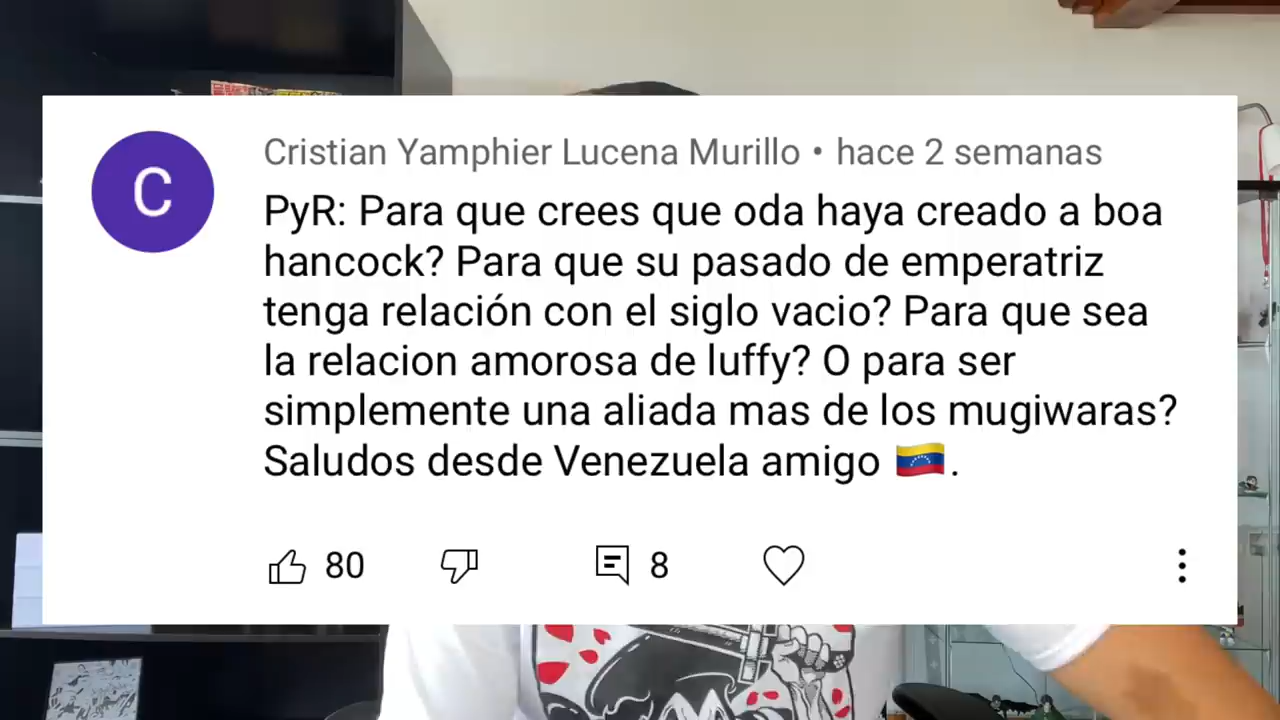 C
Cristian Yamphier Lucena Murillo • hace 2 semanas
PyR: Para que crees que oda haya creado a boa
hancock? Para que su pasado de emperatriz
tenga relación con el siglo vacio? Para que sea
la relacion amorosa de luffy? O para ser
simplemente una aliada mas de los mugiwaras?
Saludos desde Venezuela amigo 🇻🇪.
80
8